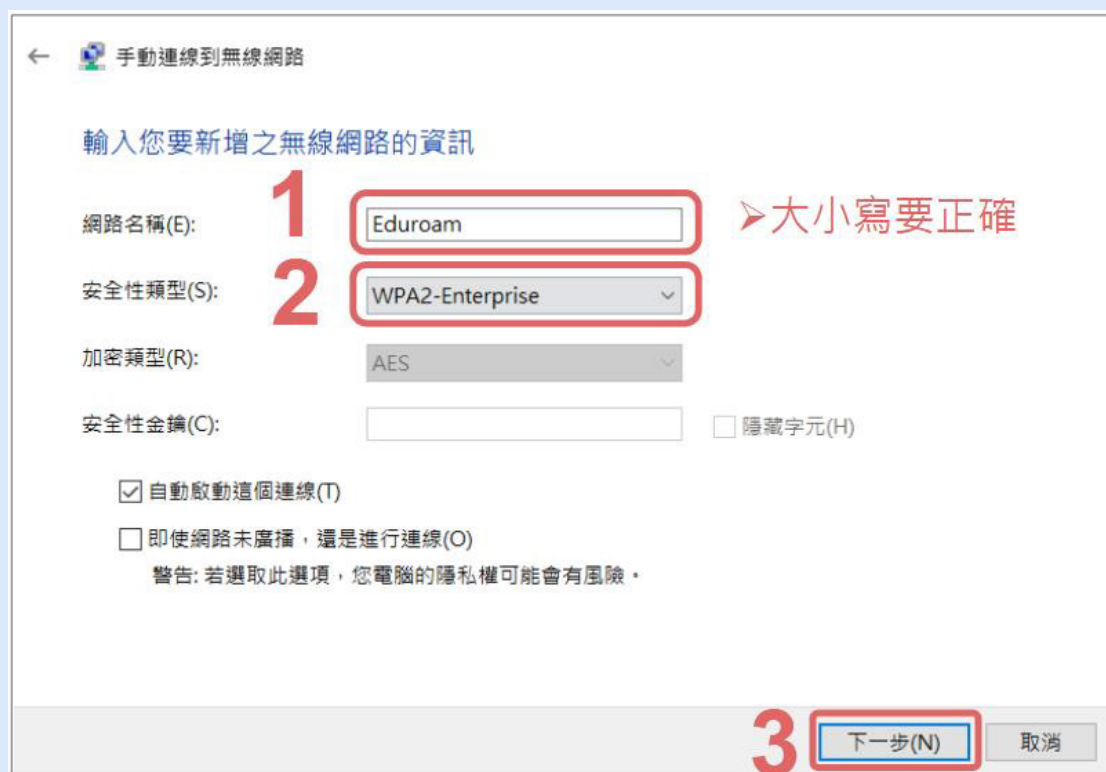 手動連線到無線網路
輸入您要新增之無線網路的資訊
1
網路名稱(E): Eduroam
➢大小寫要正確
2
安全性類型(S): WPA2-Enterprise
加密類型(R): AES
安全性金鑰(C): 隱藏字元(H)
自動啟動這個連線(T)
即使網路未廣播，還是進行連線(O)
警告: 若選取此選項，您電腦的隱私權可能會有風險。
3
下一步(N) 取消